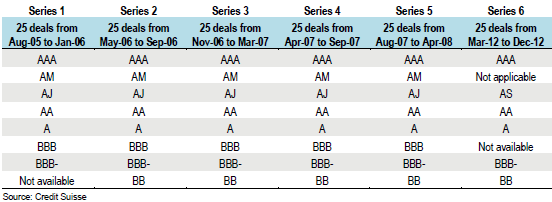 Series 1 Series 2 Series 3 Series 4 Series 5 Series 6
25 deals from 25 deals from 25 deals from 25 deals from 25 deals from 25 deals from
Aug-05 to Jan-06 May-06 to Sep-06 Nov-06 to Mar-07 Apr-07 to Sep-07 Aug-07 to Apr-08 Mar-12 to Dec-12
AAA AAA AAA AAA AAA AAA
AM AM AM AM AM Not applicable
AJ AJ AJ AJ AJ AS
AA AA AA AA AA AA
A A A A A A
BBB BBB BBB BBB BBB Not available
BBB- BBB- BBB- BBB- BBB- BBB-
Not available BB BB BB BB BB
Source: Credit Suisse